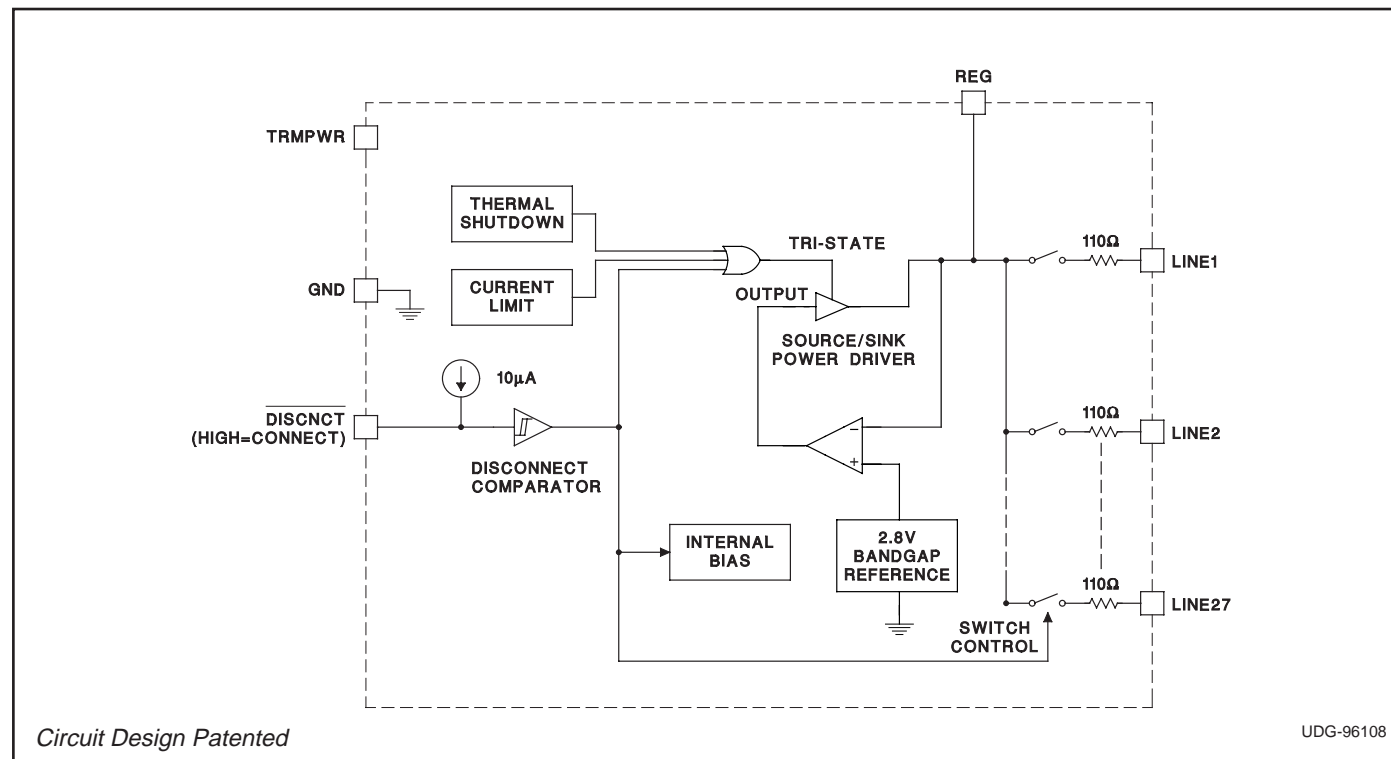 REG
TRMPWR
THERMAL
SHUTDOWN
TRI-STATE
110Ω
LINE1
GND
CURRENT
LIMIT
OUTPUT
SOURCE/SINK
POWER DRIVER
10µA
DISCNCT
(HIGH=CONNECT)
110Ω
LINE2
−
+
DISCONNECT
COMPARATOR
INTERNAL
BIAS
2.8V
BANDGAP
REFERENCE
110Ω
LINE27
SWITCH
CONTROL
Circuit Design Patented
UDG-96108